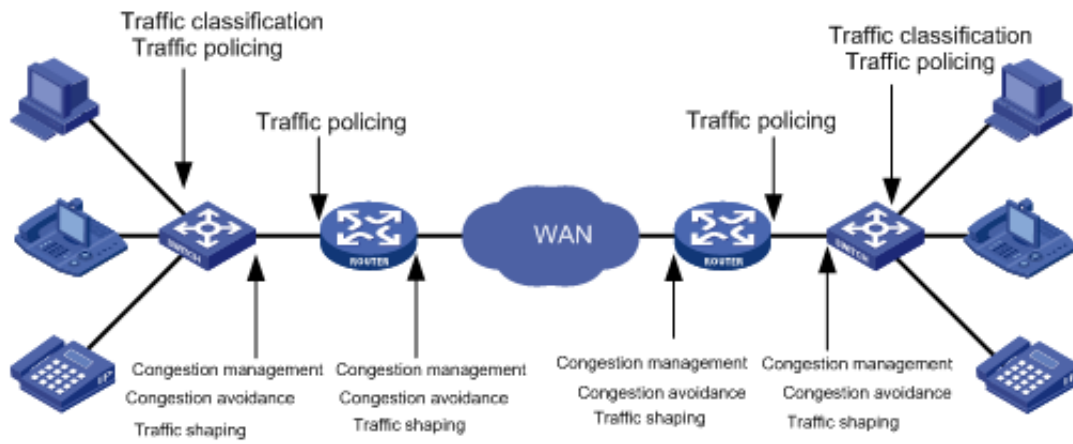 Traffic classification
Traffic policing
Traffic classification
Traffic policing
Traffic policing
Traffic policing
WAN
SWITCH
ROUTER
ROUTER
SWITCH
IP
IP
Congestion management
Congestion avoidance
Traffic shaping
Congestion management
Congestion avoidance
Traffic shaping
Congestion management
Congestion avoidance
Traffic shaping
Congestion management
Congestion avoidance
Traffic shaping